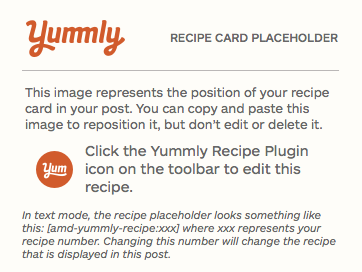 Yummly
RECIPE CARD PLACEHOLDER
This image represents the position of your recipe
card in your post. You can copy and paste this
image to reposition it, but don't edit or delete it.
Yum
Click the Yummly Recipe Plugin
icon on the toolbar to edit this
recipe.
In text mode, the recipe placeholder looks something like
this: [amd-yummly-recipe:xxx] where xxx represents your
recipe number. Changing this number will change the recipe
that is displayed in this post.